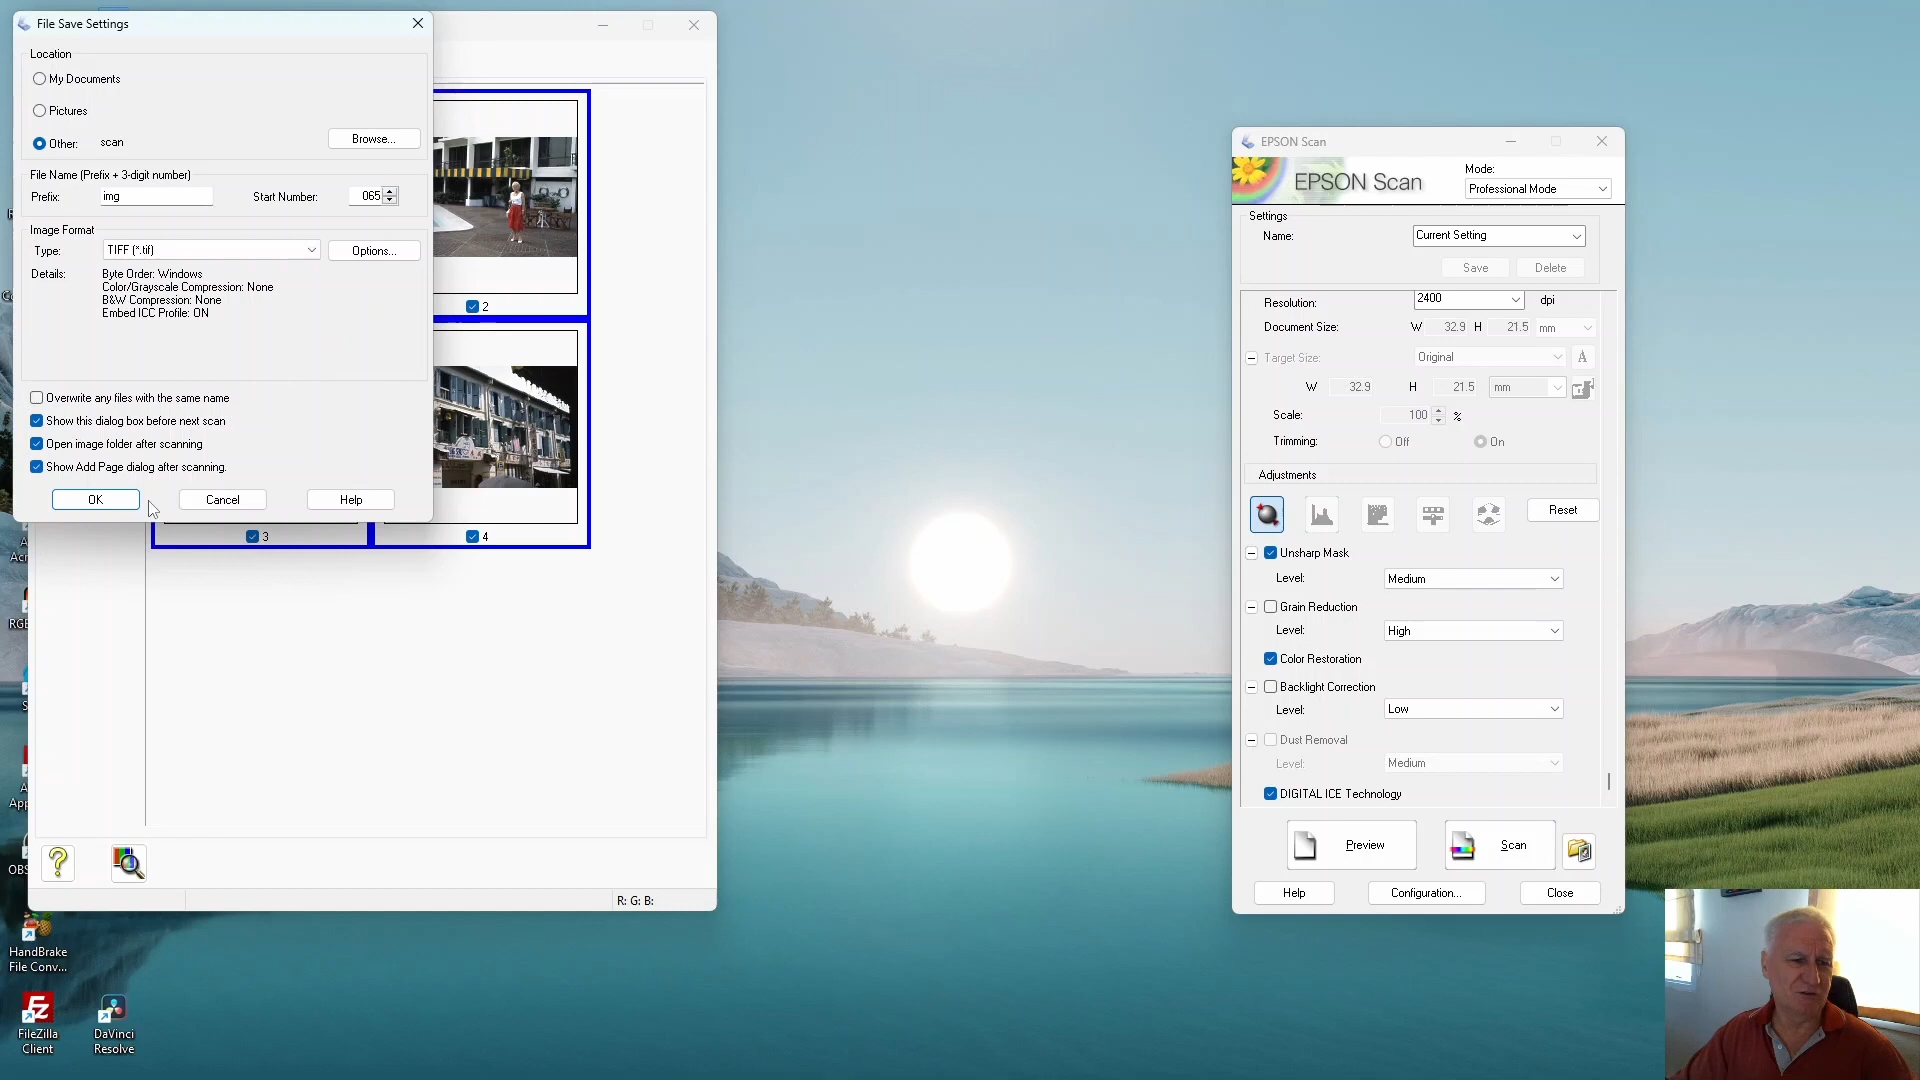 File Save Settings
Location
My Documents
Pictures
Other: scan Browse...
File Name (Prefix + 3-digit number)
Prefix: img Start Number: 065
Image Format
Type: TIFF (*.tif) Options...
Details: Byte Order: Windows
Color/Grayscale Compression: None
B&W Compression: None
Embed ICC Profile: ON
Overwrite any files with the same name
Show this dialog box before next scan
Open image folder after scanning
Show Add Page dialog after scanning.
OK Cancel Help
2
3 4
R: G: B:
HandBrake
File Conv...
FileZilla
Client
DaVinci
Resolve
EPSON Scan
EPSON Scan
Mode:
Professional Mode
Settings
Name: Current Setting
Save Delete
Resolution: 2400 dpi
Document Size: W 32.9 H 21.5 mm
Target Size: Original
W 32.9 H 21.5 mm
Scale: 100 %
Trimming: Off On
Adjustments
Reset
Unsharp Mask
Level: Medium
Grain Reduction
Level: High
Color Restoration
Backlight Correction
Level: Low
Dust Removal
Level: Medium
DIGITAL ICE Technology
Preview Scan
Help Configuration... Close